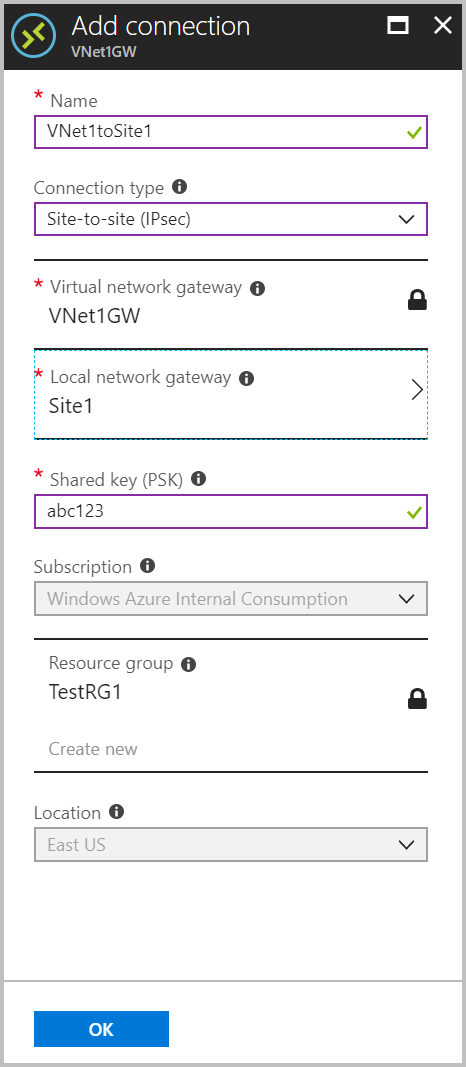 Add connection
VNet1GW
* Name
VNet1toSite1
Connection type
Site-to-site (IPsec)
* Virtual network gateway
VNet1GW
* Local network gateway
Site1
* Shared key (PSK)
abc123
Subscription
Windows Azure Internal Consumption
Resource group
TestRG1
Create new
Location
East US
OK